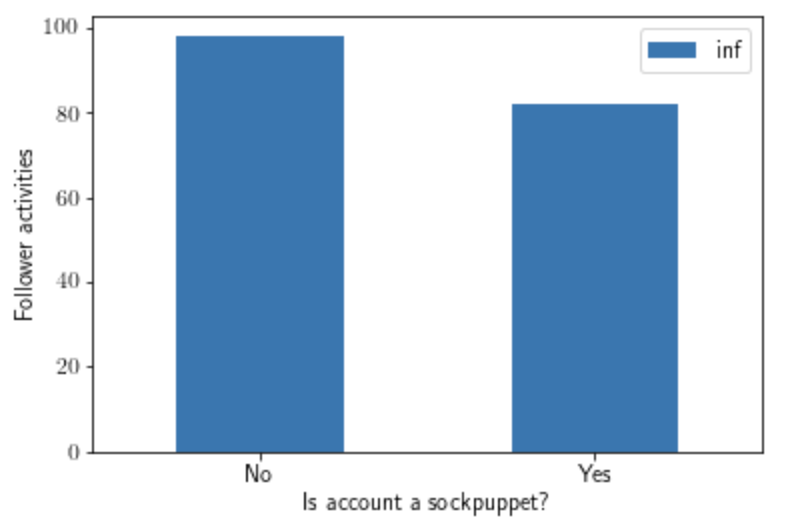 100
80
60
40
20
0
Follower activities
inf
No
Yes
Is account a sockpuppet?